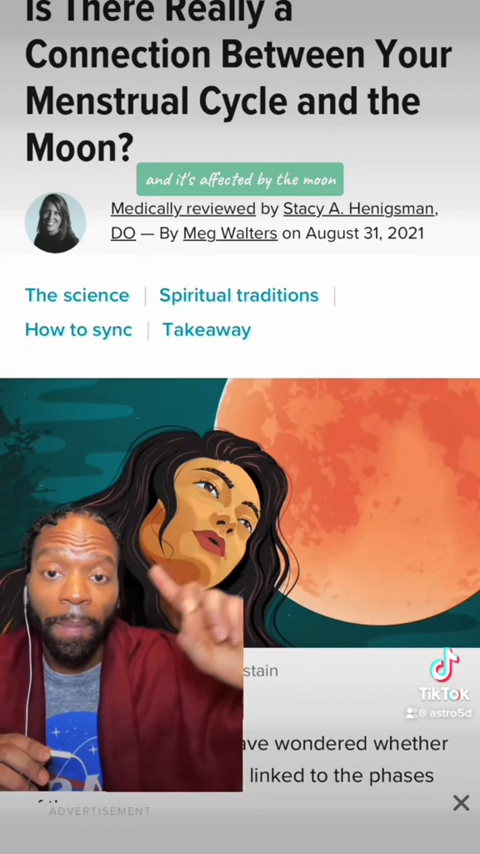 Is There Really a
Connection Between Your
Menstrual Cycle and the
Moon?
and it's affected by the moon
Medically reviewed by Stacy A. Henigsman,
DO — By Meg Walters on August 31, 2021
The science | Spiritual traditions |
How to sync | Takeaway
stain
TikTok
@astro5d
ave wondered whether
linked to the phases
ADVERTISEMENT